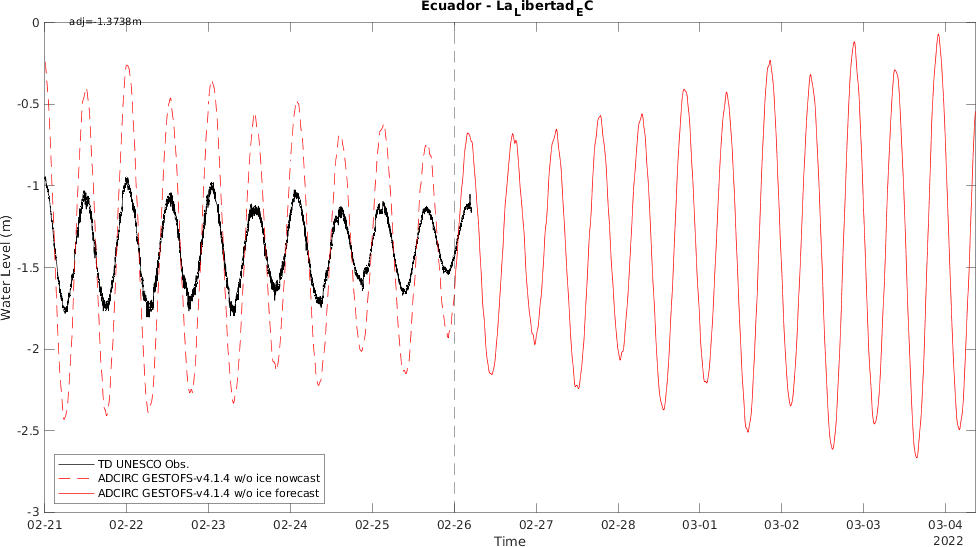 Ecuador - LaLibertadEC
adj=-1.3738m
0
-0.5
-1
-1.5
-2
-2.5
-3
Water Level (m)
TD UNESCO Obs.
ADCIRC GESTOFS-v4.1.4 w/o ice nowcast
ADCIRC GESTOFS-v4.1.4 w/o ice forecast
02-21 02-22 02-23 02-24 02-25 02-26 02-27 02-28 03-01 03-02 03-03 03-04
Time
2022